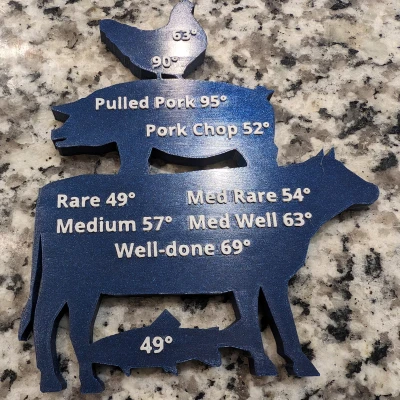 63°
90°
Pulled Pork 95°
Pork Chop 52°
Rare 49° Med Rare 54°
Medium 57° Med Well 63°
Well-done 69°
49°